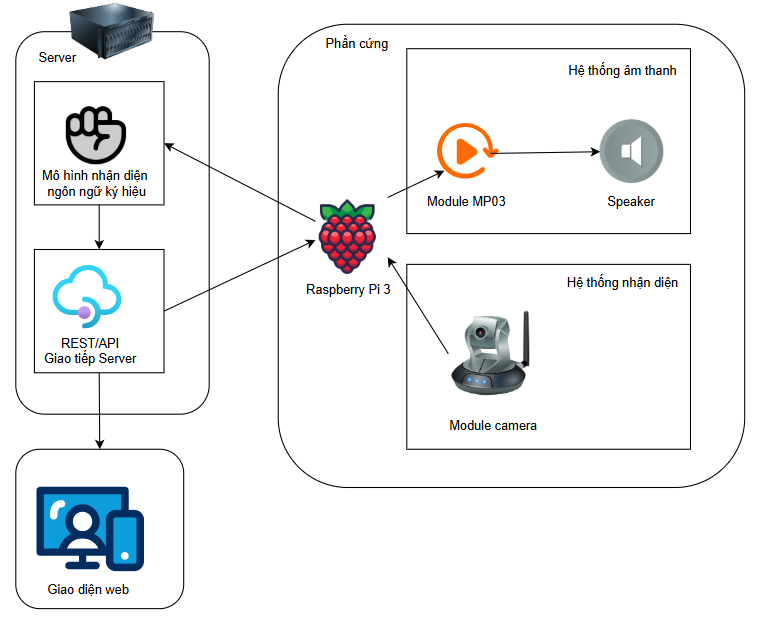 Server
Mô hình nhận diện
ngôn ngữ ký hiệu
REST/API
Giao tiếp Server
Giao diện web
Phần cứng
Raspberry Pi 3
Hệ thống âm thanh
Module MP03
Speaker
Hệ thống nhận diện
Module camera